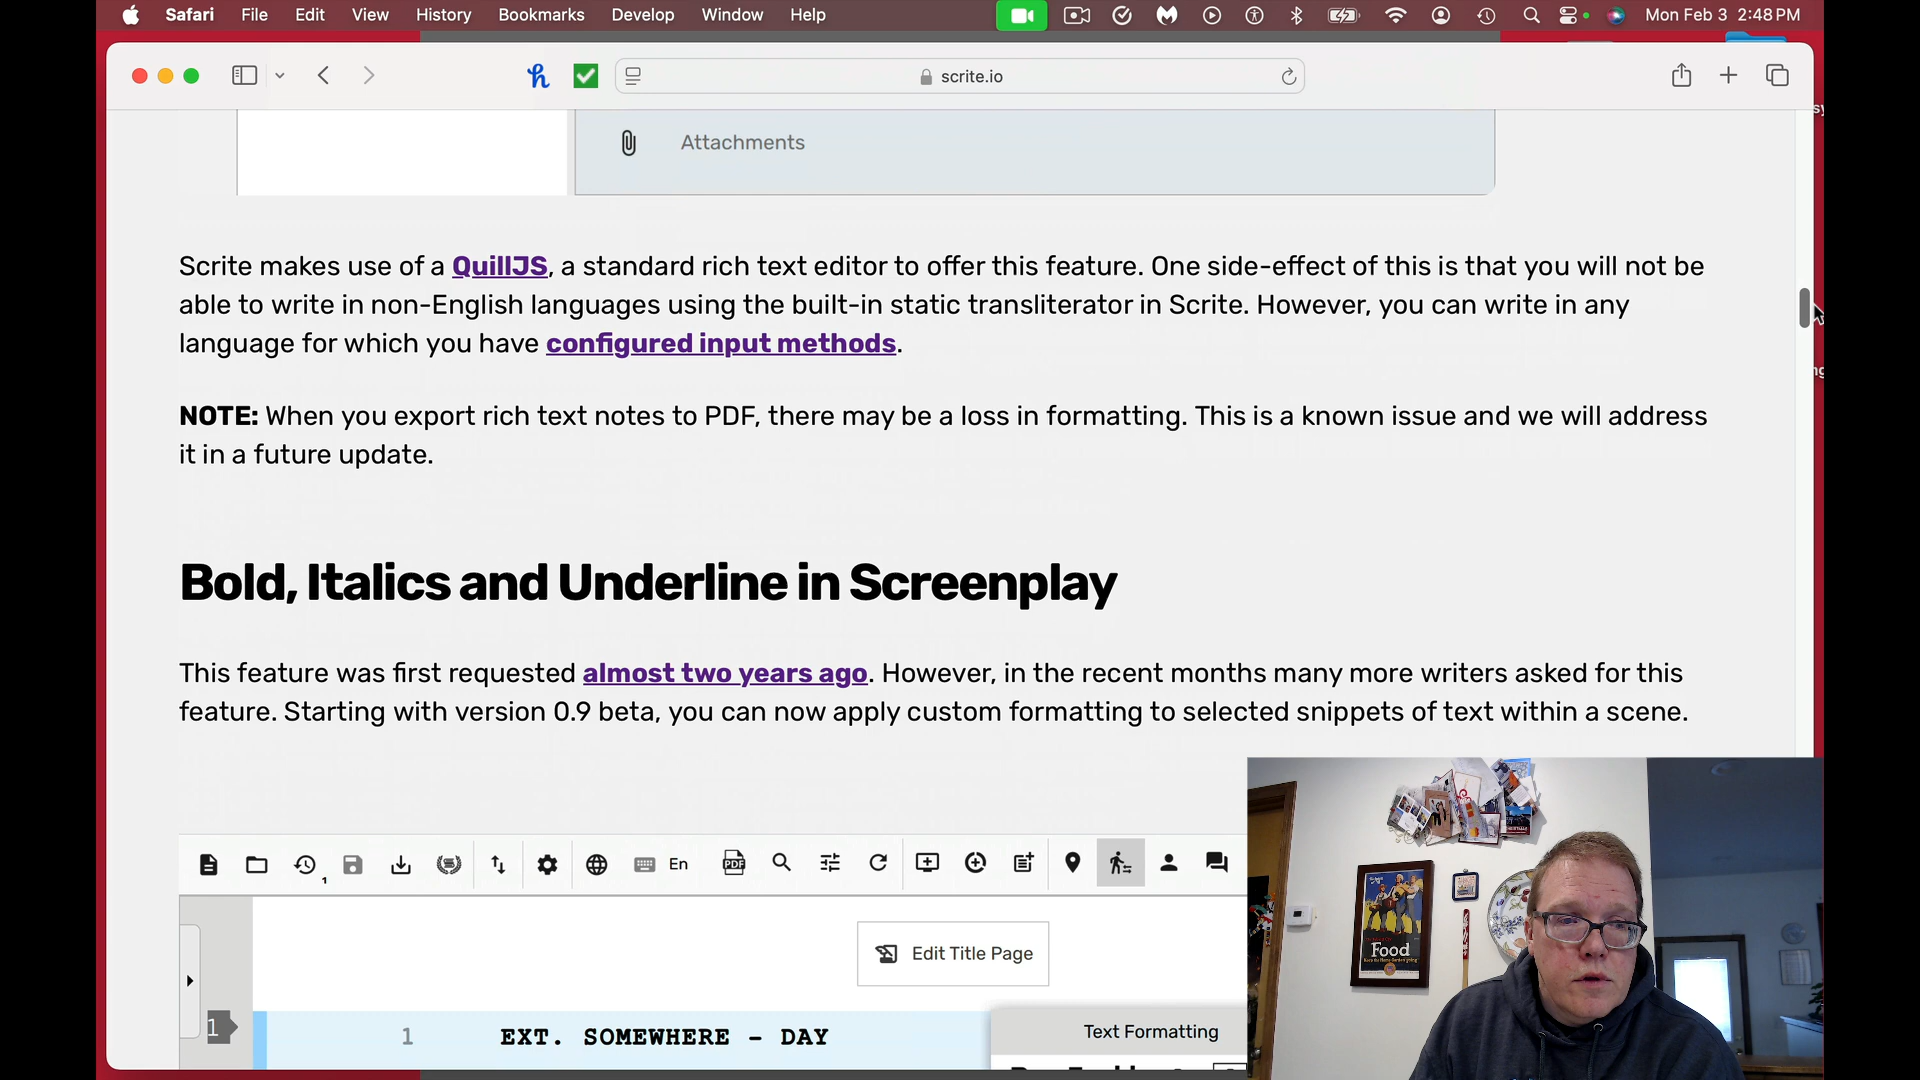 Safari File Edit View History Bookmarks Develop Window Help Mon Feb 3 2:48 PM
scrite.io
Attachments
Scrite makes use of a QuillJS, a standard rich text editor to offer this feature. One side-effect of this is that you will not be
able to write in non-English languages using the built-in static transliterator in Scrite. However, you can write in any
language for which you have configured input methods.
NOTE: When you export rich text notes to PDF, there may be a loss in formatting. This is a known issue and we will address
it in a future update.
Bold, Italics and Underline in Screenplay
This feature was first requested almost two years ago. However, in the recent months many more writers asked for this
feature. Starting with version 0.9 beta, you can now apply custom formatting to selected snippets of text within a scene.
1 En PDF
Edit Title Page
1 1 EXT. SOMEWHERE - DAY
Text Formatting
Food